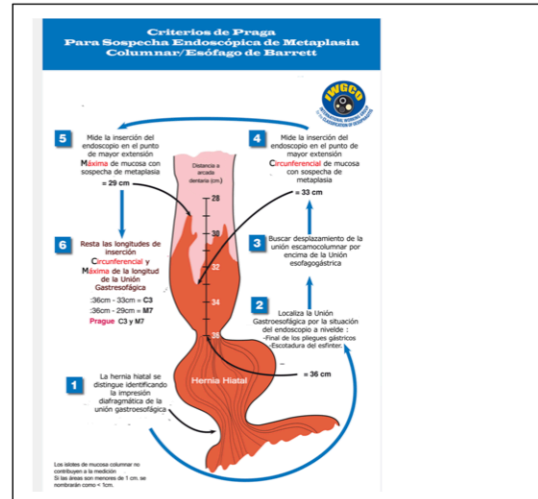 Criterios de Praga
Para Sospecha Endoscópica de Metaplasia
Columnar/Esófago de Barrett
IWGCO
5
Mide la inserción del
endoscopio en el punto
de mayor extensión
Máxima de mucosa con
sospecha de metaplasia
= 29 cm
4
Mide la inserción del
endoscopio en el punto de
mayor extensión
Circunferencial de mucosa
con sospecha de
metaplasia
= 33 cm
Distancia a
arcada
dentaria (cm)
28
30
32
34
36
6
Resta las longitudes de
inserción
Circunferencial y
Máxima de la longitud
de la Unión
Gastresofágica
:36cm - 33cm = C3
:36cm - 29cm = M7
Prague C3 y M7
3
Buscar desplazamiento de la
unión escamocolumnar por
encima de la Unión
esofagogástrica
2
Localiza la Unión
Gastroesofágica por la situación
del endoscopio a nivelde :
-Final de los pliegues gástricos
-Escotadura del esfinter.
= 36 cm
Hernia Hiatal
1
La hernia hiatal se
distingue identificando
la impresión
diafragmática de la
unión gastroesofágica
Los islotes de mucosa columnar no
contribuyen a la medición
Si las áreas son menores de 1 cm. se
nombrarán como < 1cm.